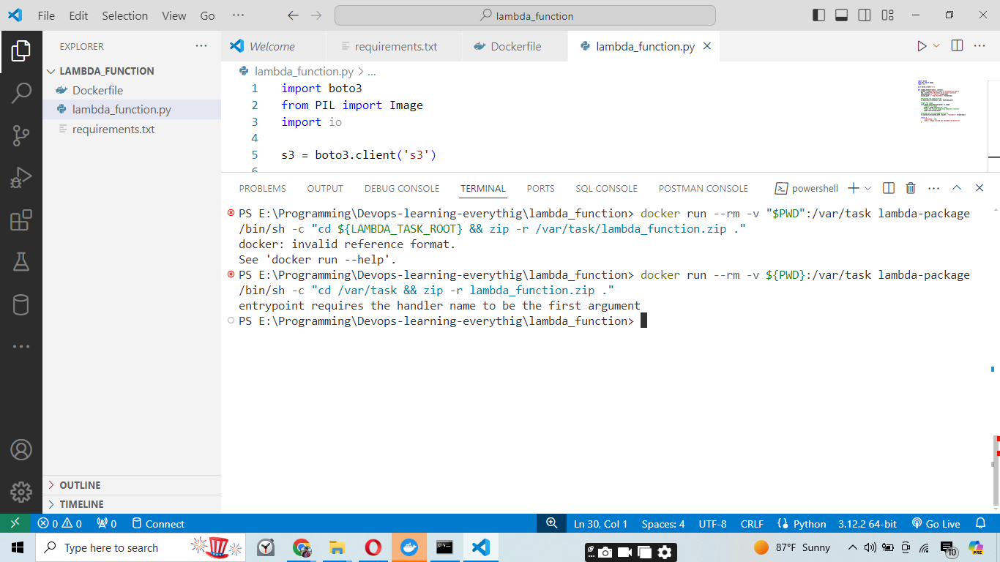 File Edit Selection View Go ···
lambda_function
EXPLORER
LAMBDA_FUNCTION
Dockerfile
lambda_function.py
requirements.txt
OUTLINE
TIMELINE
Welcome
requirements.txt
Dockerfile
lambda_function.py
lambda_function.py > ...
1 import boto3
2 from PIL import Image
3 import io
4
5 s3 = boto3.client('s3')
6
PROBLEMS OUTPUT DEBUG CONSOLE TERMINAL PORTS SQL CONSOLE POSTMAN CONSOLE
powershell
PS E:\Programming\Devops-learning-everythig\lambda_function> docker run --rm -v "$PWD":/var/task lambda-package
/bin/sh -c "cd ${LAMBDA_TASK_ROOT} && zip -r /var/task/lambda_function.zip ."
docker: invalid reference format.
See 'docker run --help'.
PS E:\Programming\Devops-learning-everythig\lambda_function> docker run --rm -v ${PWD}:/var/task lambda-package
/bin/sh -c "cd /var/task && zip -r lambda_function.zip ."
entrypoint requires the handler name to be the first argument
PS E:\Programming\Devops-learning-everythig\lambda_function>
0 0 0 Connect
Ln 30, Col 1 Spaces: 4 UTF-8 CRLF Python 3.12.2 64-bit Go Live
Type here to search
87°F Sunny
10
PRE